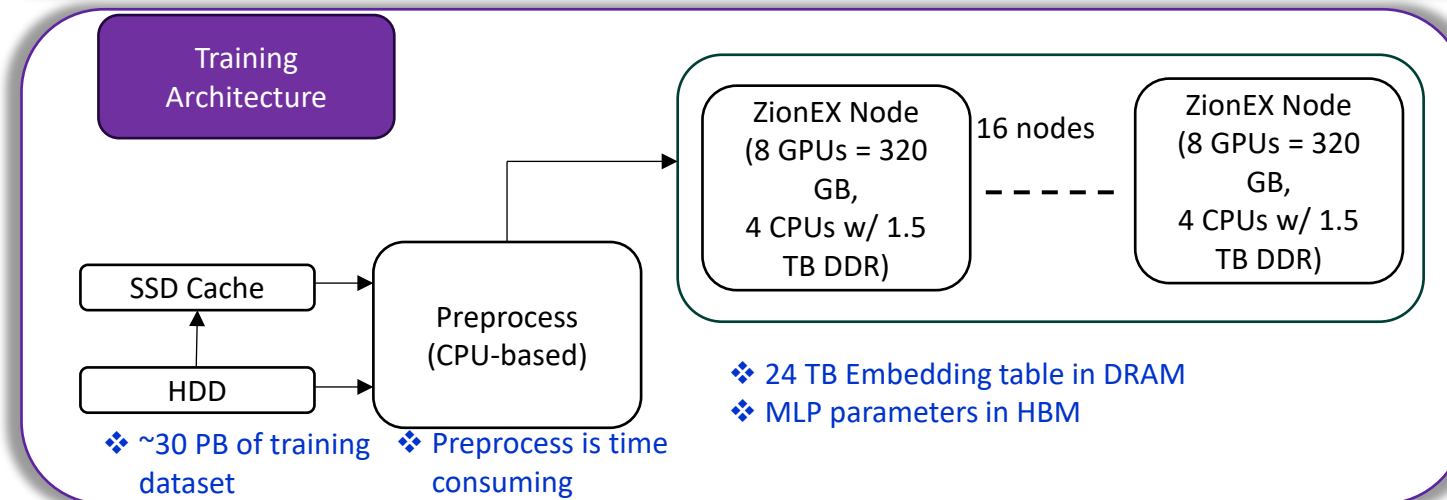 Training
Architecture
ZionEX Node
(8 GPUs = 320
GB,
4 CPUs w/ 1.5
TB DDR)
16 nodes
ZionEX Node
(8 GPUs = 320
GB,
4 CPUs w/ 1.5
TB DDR)
SSD Cache
HDD
Preprocess
(CPU-based)
❖ ~30 PB of training
dataset
❖ Preprocess is time
consuming
❖ 24 TB Embedding table in DRAM
❖ MLP parameters in HBM